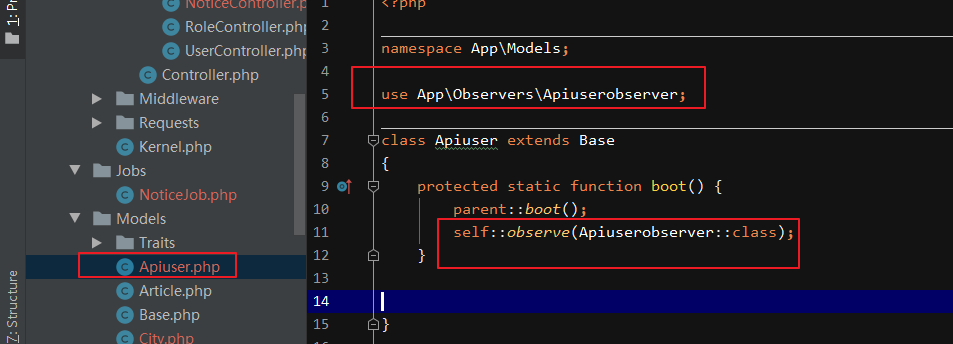 1: Pr
NoticeController.p
RoleController.php
UserController.php
Controller.php
Middleware
Requests
Kernel.php
Jobs
NoticeJob.php
Models
Traits
Apiuser.php
Article.php
Base.php
City.php
7: Structure
1 <?php
2
3 namespace App\Models;
4
5 use App\Observers\Apiuserobserver;
6
7 class Apiuser extends Base
8 {
9 protected static function boot() {
10 parent::boot();
11 self::observe(Apiuserobserver::class);
12 }
13
14
15 }